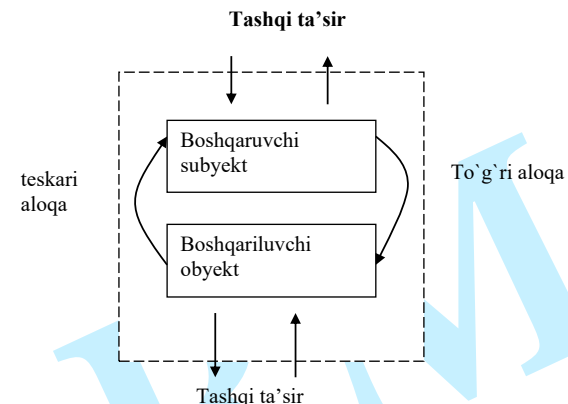 Tashqi ta’sir
Boshqaruvchi
subyekt
teskari
aloqa
To`g`ri aloqa
Boshqariluvchi
obyekt
Tashqi ta’sir